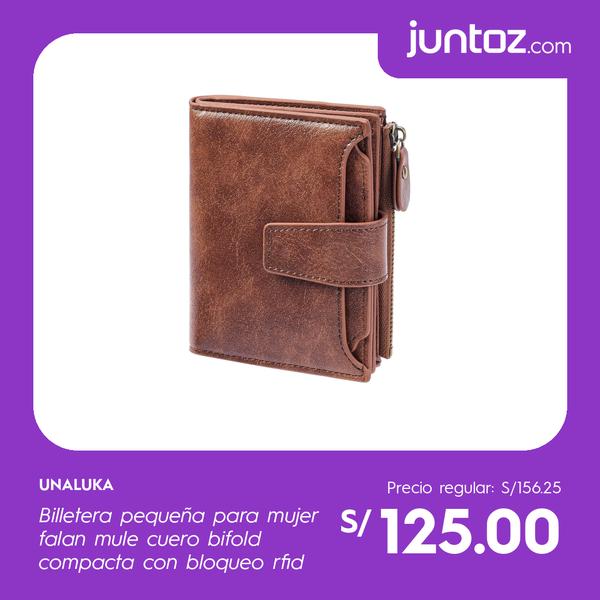 juntoz.com
UNALUKA
Billetera pequeña para mujer
falan mule cuero bifold
compacta con bloqueo rfid
Precio regular: S/156.25
S/125.00